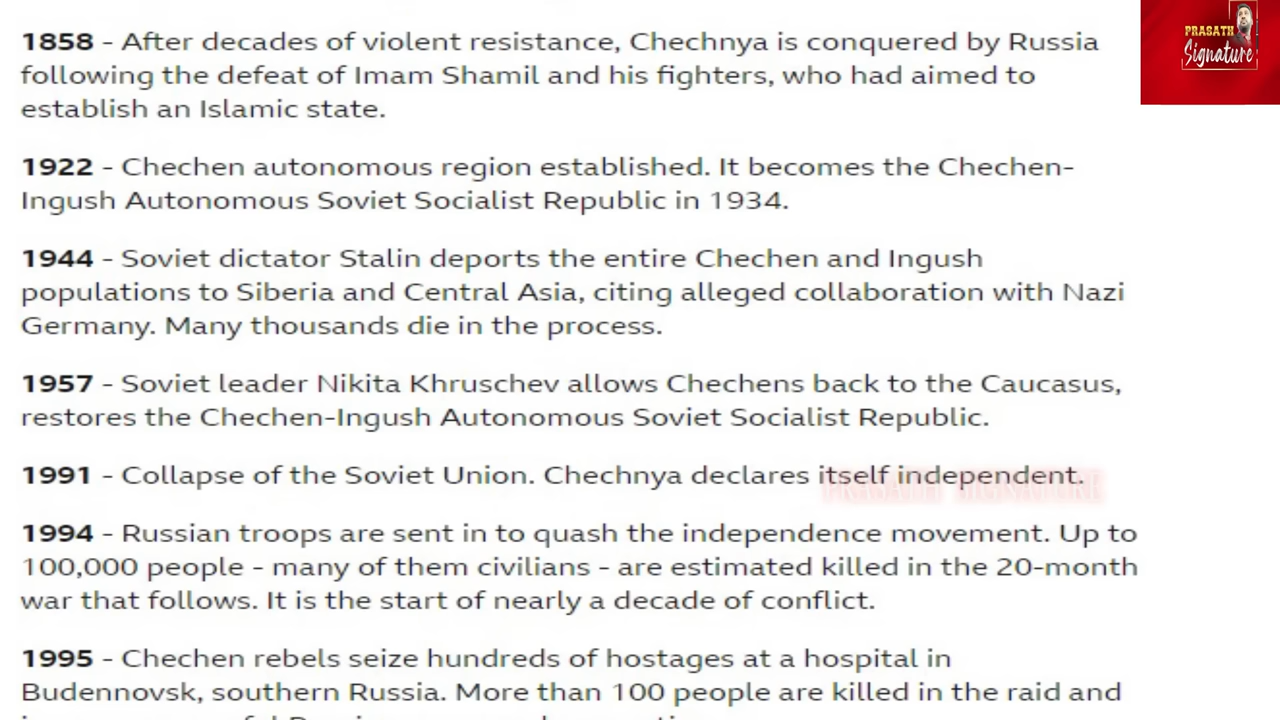 PRASATH
Signature
1858 - After decades of violent resistance, Chechnya is conquered by Russia
following the defeat of Imam Shamil and his fighters, who had aimed to
establish an Islamic state.
1922 - Chechen autonomous region established. It becomes the Chechen-
Ingush Autonomous Soviet Socialist Republic in 1934.
1944 - Soviet dictator Stalin deports the entire Chechen and Ingush
populations to Siberia and Central Asia, citing alleged collaboration with Nazi
Germany. Many thousands die in the process.
1957 - Soviet leader Nikita Khruschev allows Chechens back to the Caucasus,
restores the Chechen-Ingush Autonomous Soviet Socialist Republic.
1991 - Collapse of the Soviet Union. Chechnya declares itself independent.
PRASATH SIGNATURE
1994 - Russian troops are sent in to quash the independence movement. Up to
100,000 people - many of them civilians - are estimated killed in the 20-month
war that follows. It is the start of nearly a decade of conflict.
1995 - Chechen rebels seize hundreds of hostages at a hospital in
Budennovsk, southern Russia. More than 100 people are killed in the raid and